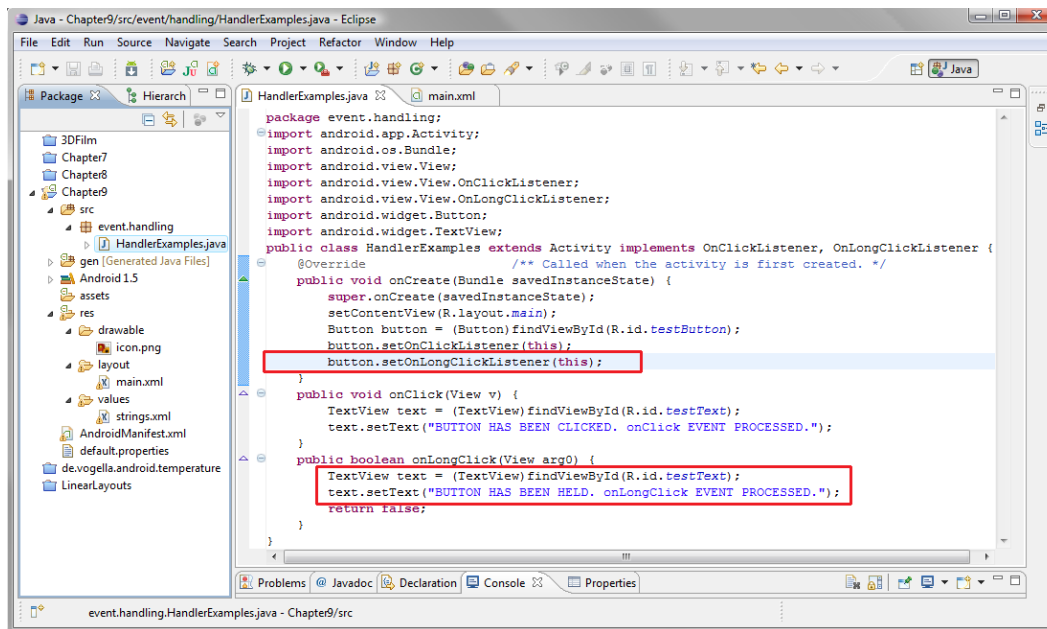 Java - Chapter9/src/event/handling/HandlerExamples.java - Eclipse
File Edit Run Source Navigate Search Project Refactor Window Help
Java
Package Hierarch
3DFilm
Chapter7
Chapter8
Chapter9
src
event.handling
HandlerExamples.java
gen [Generated Java Files]
Android 1.5
assets
res
drawable
icon.png
layout
main.xml
values
strings.xml
AndroidManifest.xml
default.properties
de.vogella.android.temperature
LinearLayouts
HandlerExamples.java main.xml
package event.handling;
import android.app.Activity;
import android.os.Bundle;
import android.view.View;
import android.view.View.OnClickListener;
import android.view.View.OnLongClickListener;
import android.widget.Button;
import android.widget.TextView;
public class HandlerExamples extends Activity implements OnClickListener, OnLongClickListener {
@Override /** Called when the activity is first created. */
public void onCreate(Bundle savedInstanceState) {
super.onCreate(savedInstanceState);
setContentView(R.layout.main);
Button button = (Button)findViewById(R.id.testButton);
button.setOnClickListener(this);
button.setOnLongClickListener(this);
}
public void onClick(View v) {
TextView text = (TextView)findViewById(R.id.testText);
text.setText("BUTTON HAS BEEN CLICKED. onClick EVENT PROCESSED.");
}
public boolean onLongClick(View arg0) {
TextView text = (TextView)findViewById(R.id.testText);
text.setText("BUTTON HAS BEEN HELD. onLongClick EVENT PROCESSED.");
return false;
}
}
Problems @ Javadoc Declaration Console Properties
event.handling.HandlerExamples.java - Chapter9/src